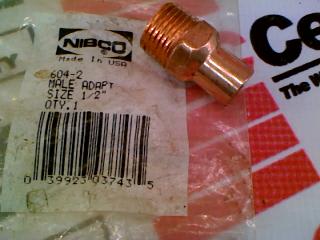 NIBCO
Made In USA
604-2
MALE ADAPT
SIZE 1/2"
QTY.1
0 39923 03743 5
Ce
The Wo